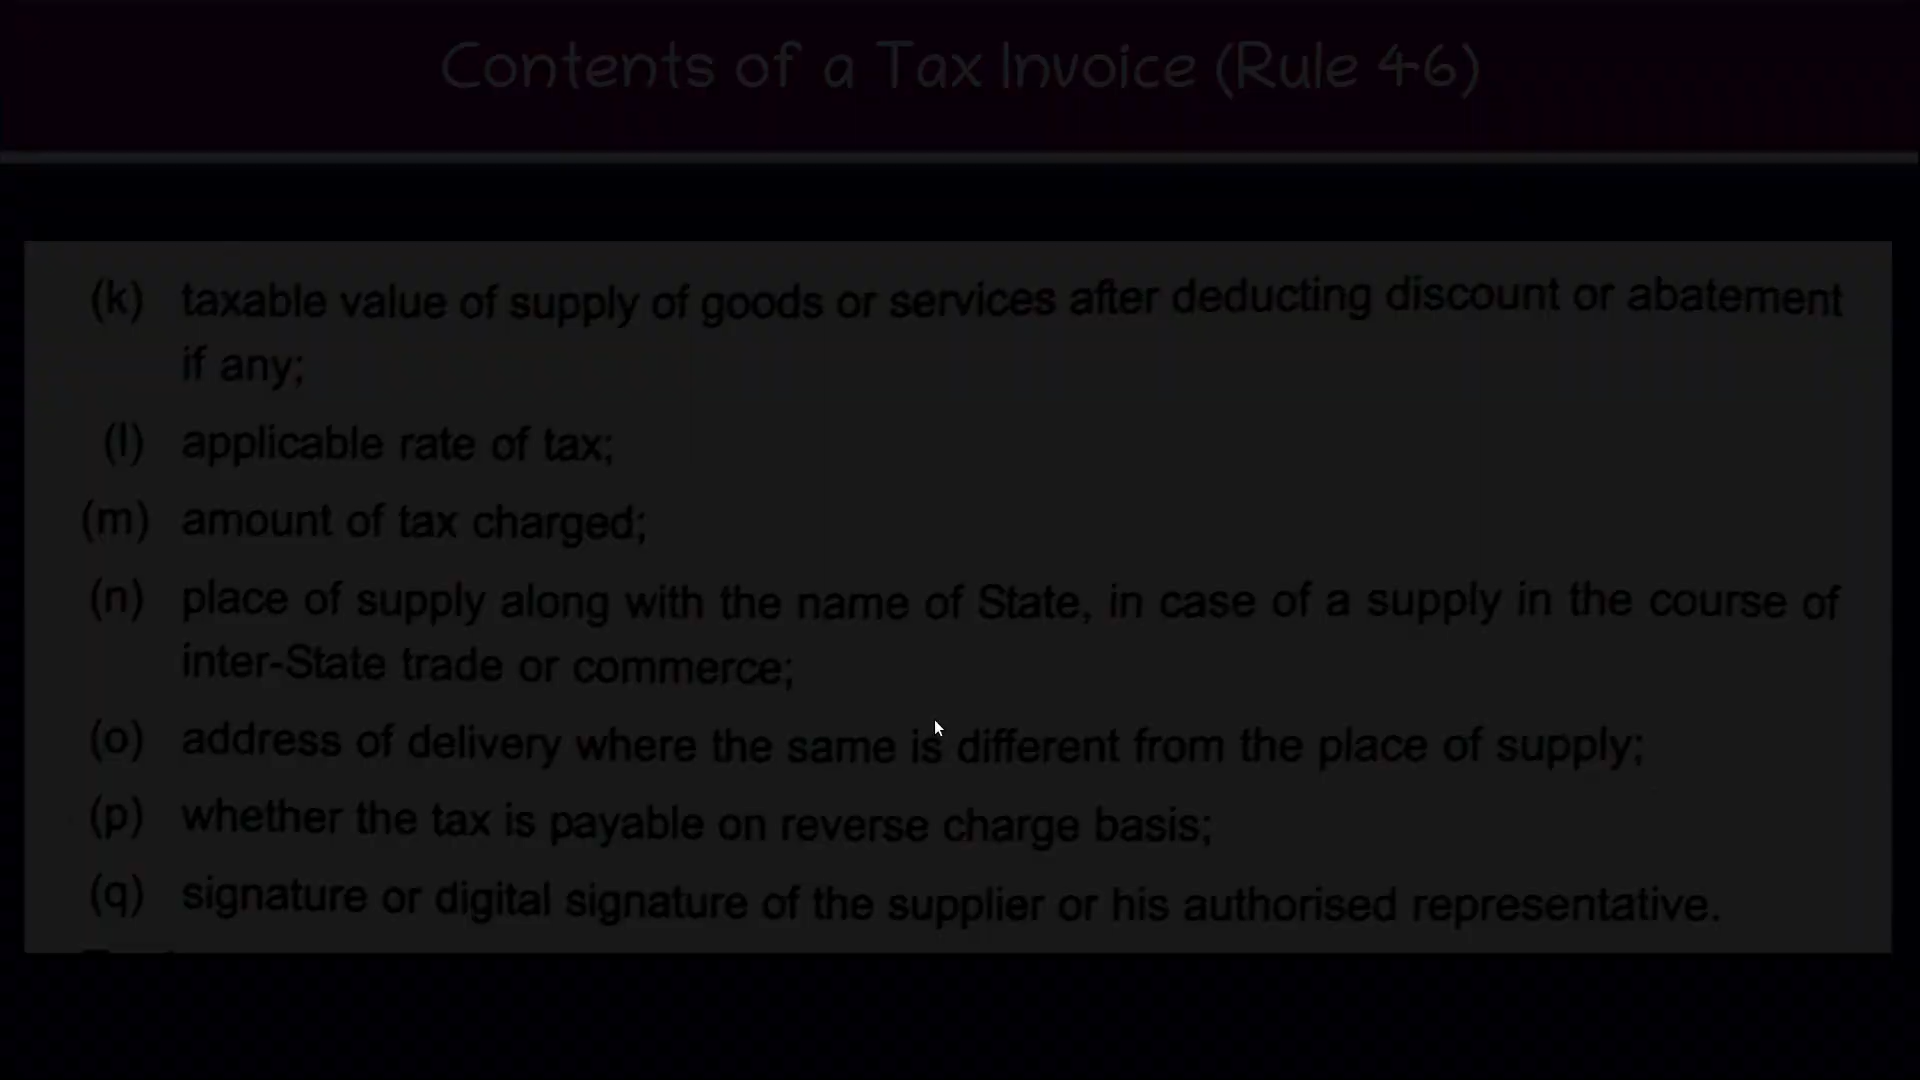 Contents of a Tax Invoice (Rule 46)
(k) taxable value of supply of goods or services after deducting discount or abatement
if any;
(l) applicable rate of tax;
(m) amount of tax charged;
(n) place of supply along with the name of State, in case of a supply in the course of
inter-State trade or commerce;
(o) address of delivery where the same is different from the place of supply;
(p) whether the tax is payable on reverse charge basis;
(q) signature or digital signature of the supplier or his authorised representative.